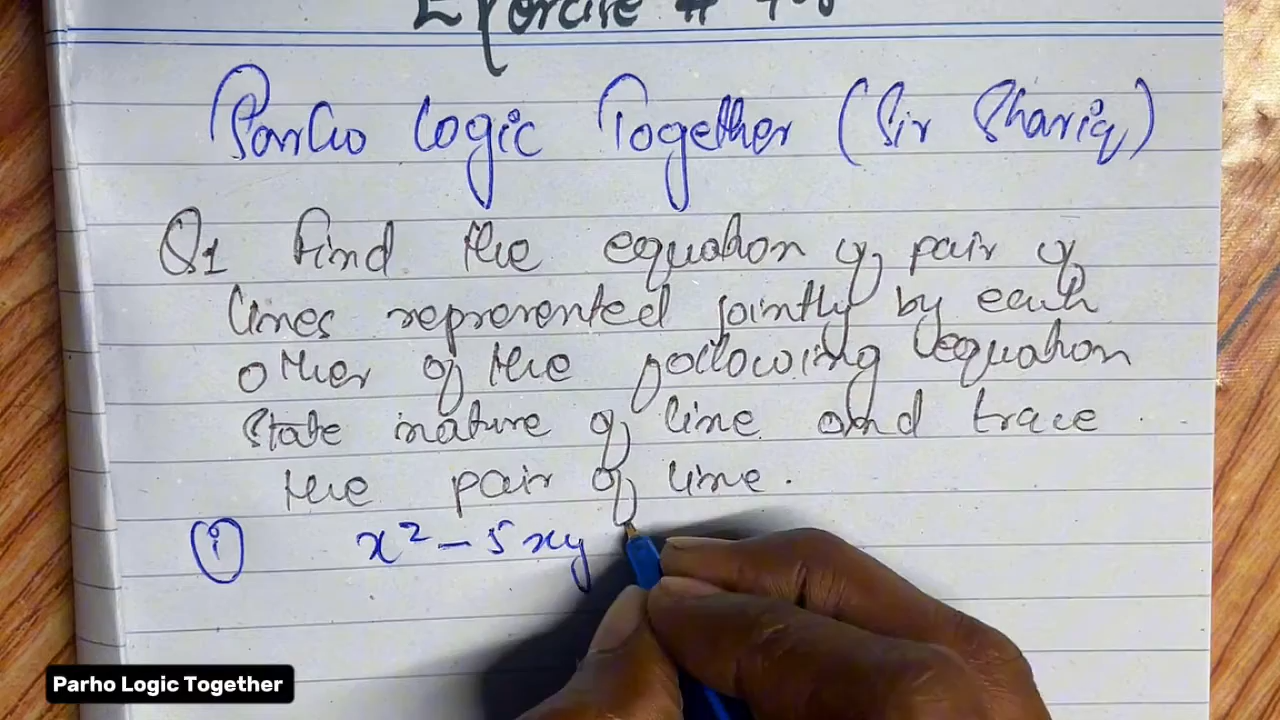 Exercise #
Parho Logic Together (Sir Shariq)
Q1 Find the equation of pair of
lines represented jointly by each
other of the following equation
State nature of line and trace
the pair of line.
(i) x² - 5xy
Parho Logic Together